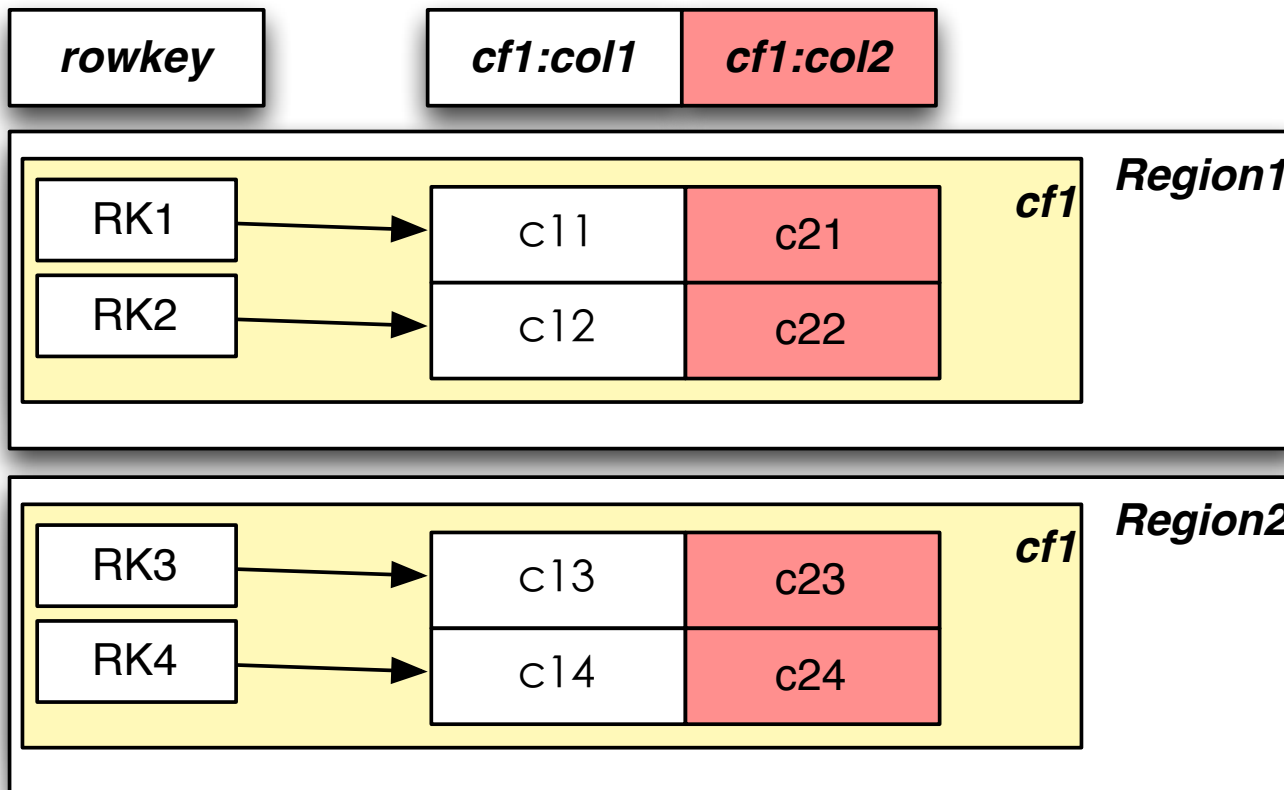 rowkey cf1:col1 cf1:col2
Region1
cf1
RK1 c11 c21
RK2 c12 c22
Region2
cf1
RK3 c13 c23
RK4 c14 c24